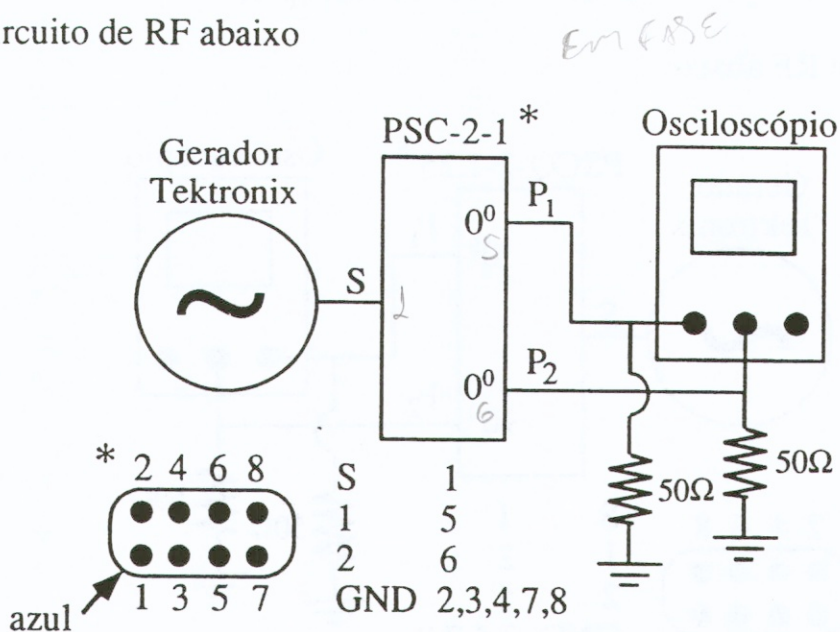 rcuito de RF abaixo
EM FASE
PSC-2-1 *
Osciloscópio
Gerador
Tektronix
P1
0⁰
5
S
1
P2
0⁰
6
50Ω
50Ω
* 2 4 6 8
S 1
1 5
2 6
1 3 5 7
GND 2,3,4,7,8
azul